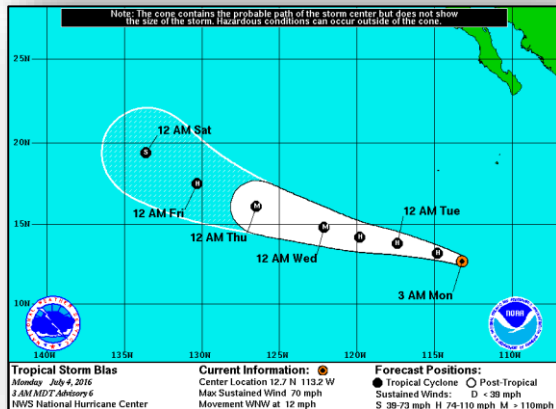 Note: The cone contains the probable path of the storm center but does not show
the size of the storm. Hazardous conditions can occur outside of the cone.
25N
20N
15N
10N
12 AM Sat
S
H
12 AM Fri
M
12 AM Thu
M
12 AM Wed
H
H
12 AM Tue
H
3 AM Mon
NOAA
140W 135W 130W 125W 120W 115W 110W
Tropical Storm Blas
Monday July 4, 2016
3 AM MDT Advisory 6
NWS National Hurricane Center
Current Information:
Center Location 12.7 N 113.2 W
Max Sustained Wind 70 mph
Movement WNW at 12 mph
Forecast Positions:
Tropical Cyclone Post-Tropical
Sustained Winds: D < 39 mph
S 39-73 mph H 74-110 mph M > 110mph